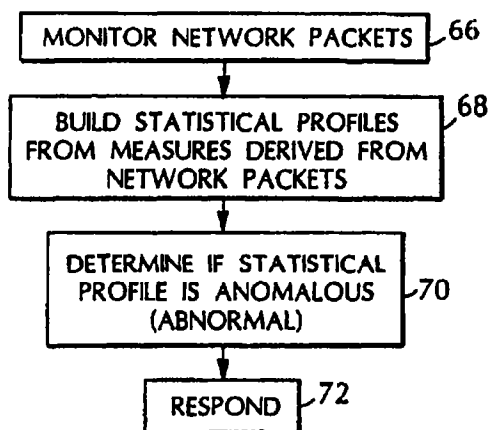 MONITOR NETWORK PACKETS 66
BUILD STATISTICAL PROFILES 68
FROM MEASURES DERIVED FROM
NETWORK PACKETS
DETERMINE IF STATISTICAL
PROFILE IS ANOMALOUS 70
(ABNORMAL)
RESPOND 72